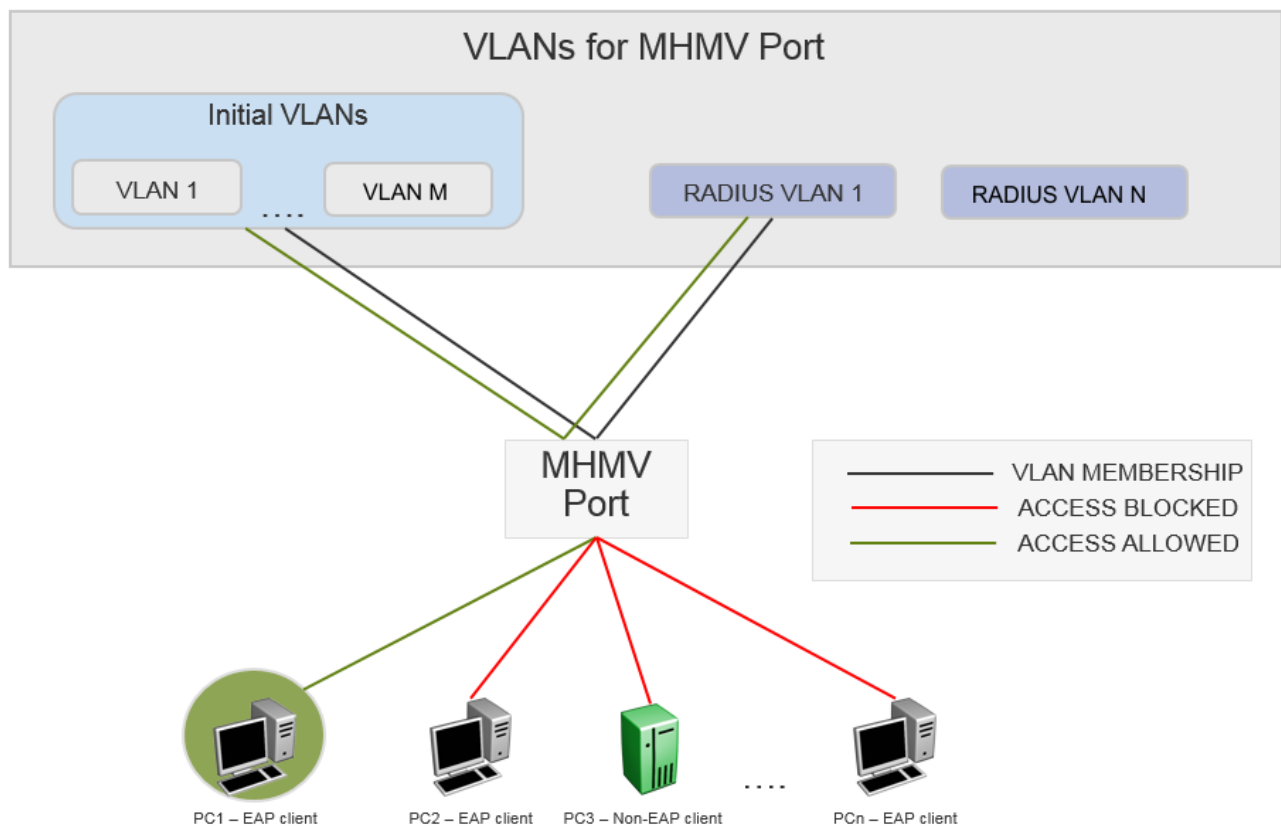 VLANs for MHMV Port
Initial VLANs
VLAN 1
....
VLAN M
RADIUS VLAN 1
RADIUS VLAN N
MHMV
Port
VLAN MEMBERSHIP
ACCESS BLOCKED
ACCESS ALLOWED
PC1 – EAP client
PC2 – EAP client
PC3 – Non-EAP client
....
PCn – EAP client